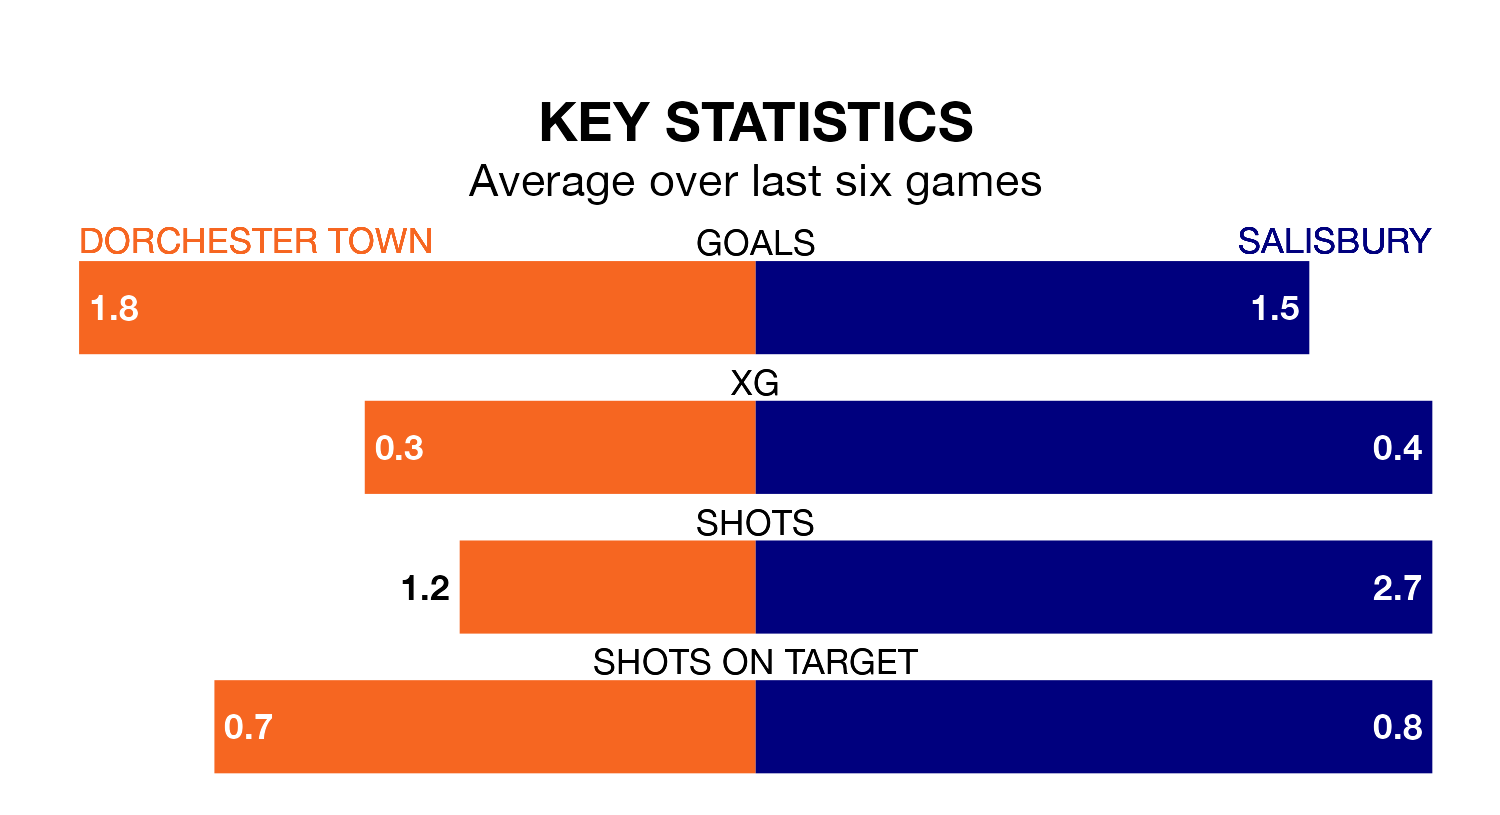 KEY STATISTICS
Average over last six games
DORCHESTER TOWN GOALS SALISBURY
1.8 1.5
XG
0.3 0.4
SHOTS
1.2 2.7
SHOTS ON TARGET
0.7 0.8